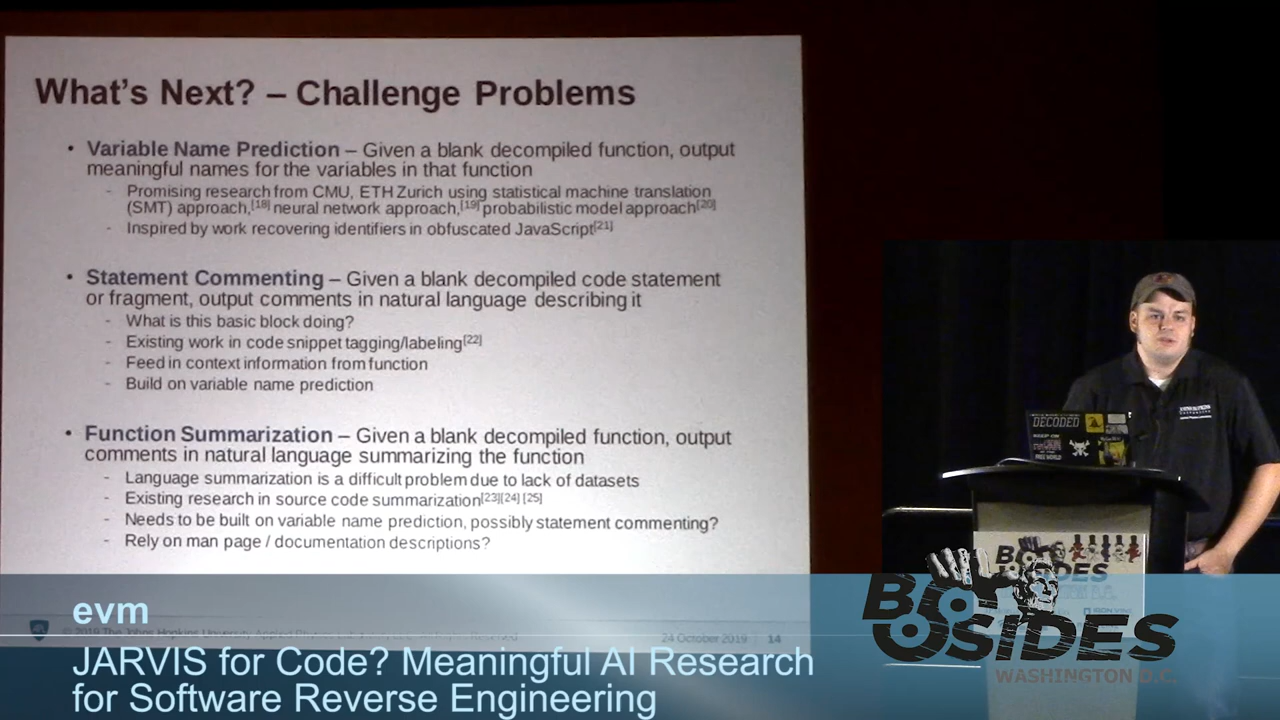 What's Next? – Challenge Problems
• Variable Name Prediction – Given a blank decompiled function, output
meaningful names for the variables in that function
- Promising research from CMU, ETH Zurich using statistical machine translation
(SMT) approach,[18] neural network approach,[19] probabilistic model approach[20]
- Inspired by work recovering identifiers in obfuscated JavaScript[21]
• Statement Commenting – Given a blank decompiled code statement
or fragment, output comments in natural language describing it
- What is this basic block doing?
- Existing work in code snippet tagging/labeling[22]
- Feed in context information from function
- Build on variable name prediction
• Function Summarization – Given a blank decompiled function, output
comments in natural language summarizing the function
- Language summarization is a difficult problem due to lack of datasets
- Existing research in source code summarization[23][24] [25]
- Needs to be built on variable name prediction, possibly statement commenting?
- Rely on man page / documentation descriptions?
© 2019 The Johns Hopkins University Applied
24 October 2019 14
DECODED
evm
JARVIS for Code? Meaningful AI Research
for Software Reverse Engineering
BSIDES
WASHINGTON D.C.